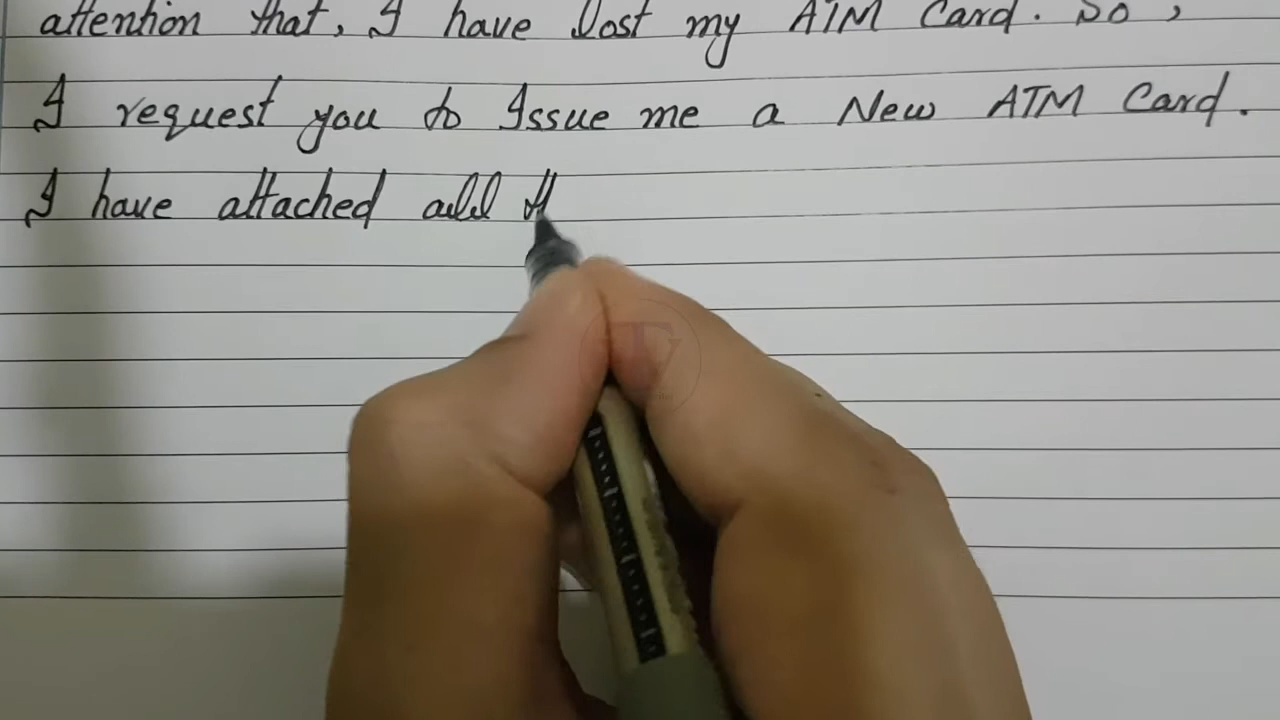 attention that, I have lost my ATM Card. So,
I request you to Issue me a New ATM Card.
I have attached all